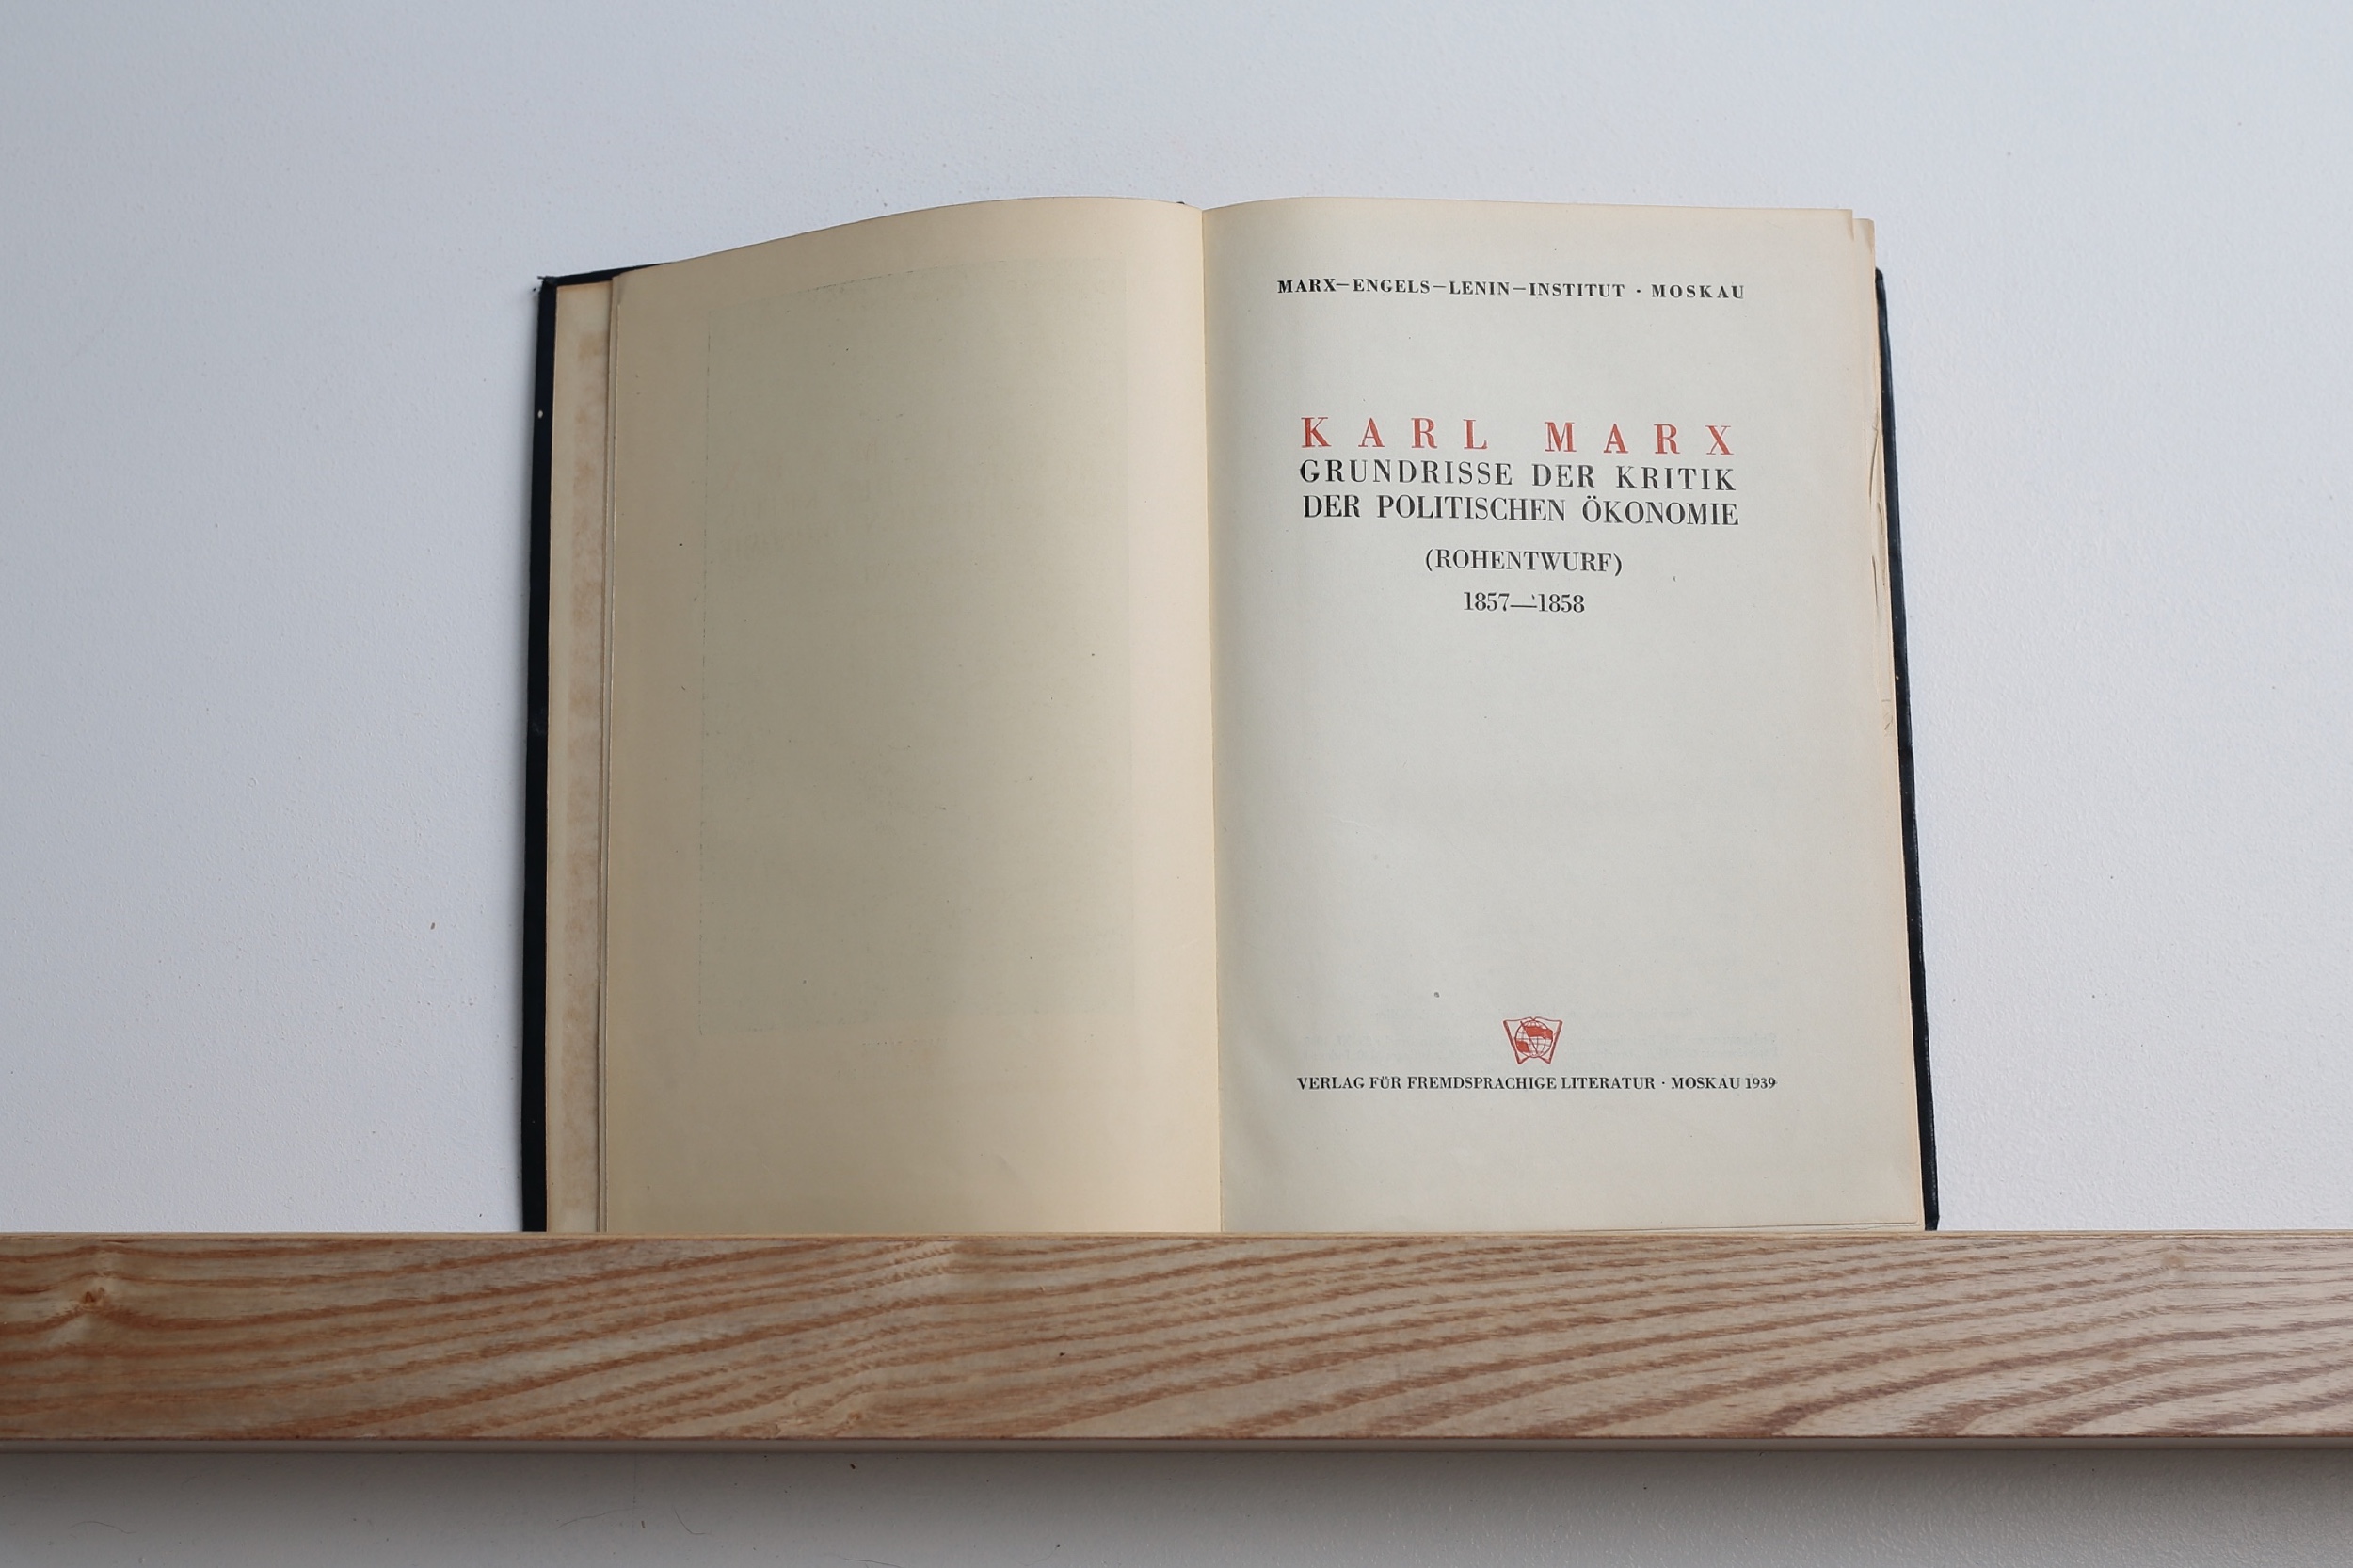 MARX—ENGELS—LENIN—INSTITUT · MOSKAU
KARL MARX
GRUNDRISSE DER KRITIK
DER POLITISCHEN ÖKONOMIE
(ROHENTWURF)
1857—1858
VERLAG FÜR FREMDSPRACHIGE LITERATUR · MOSKAU 1939